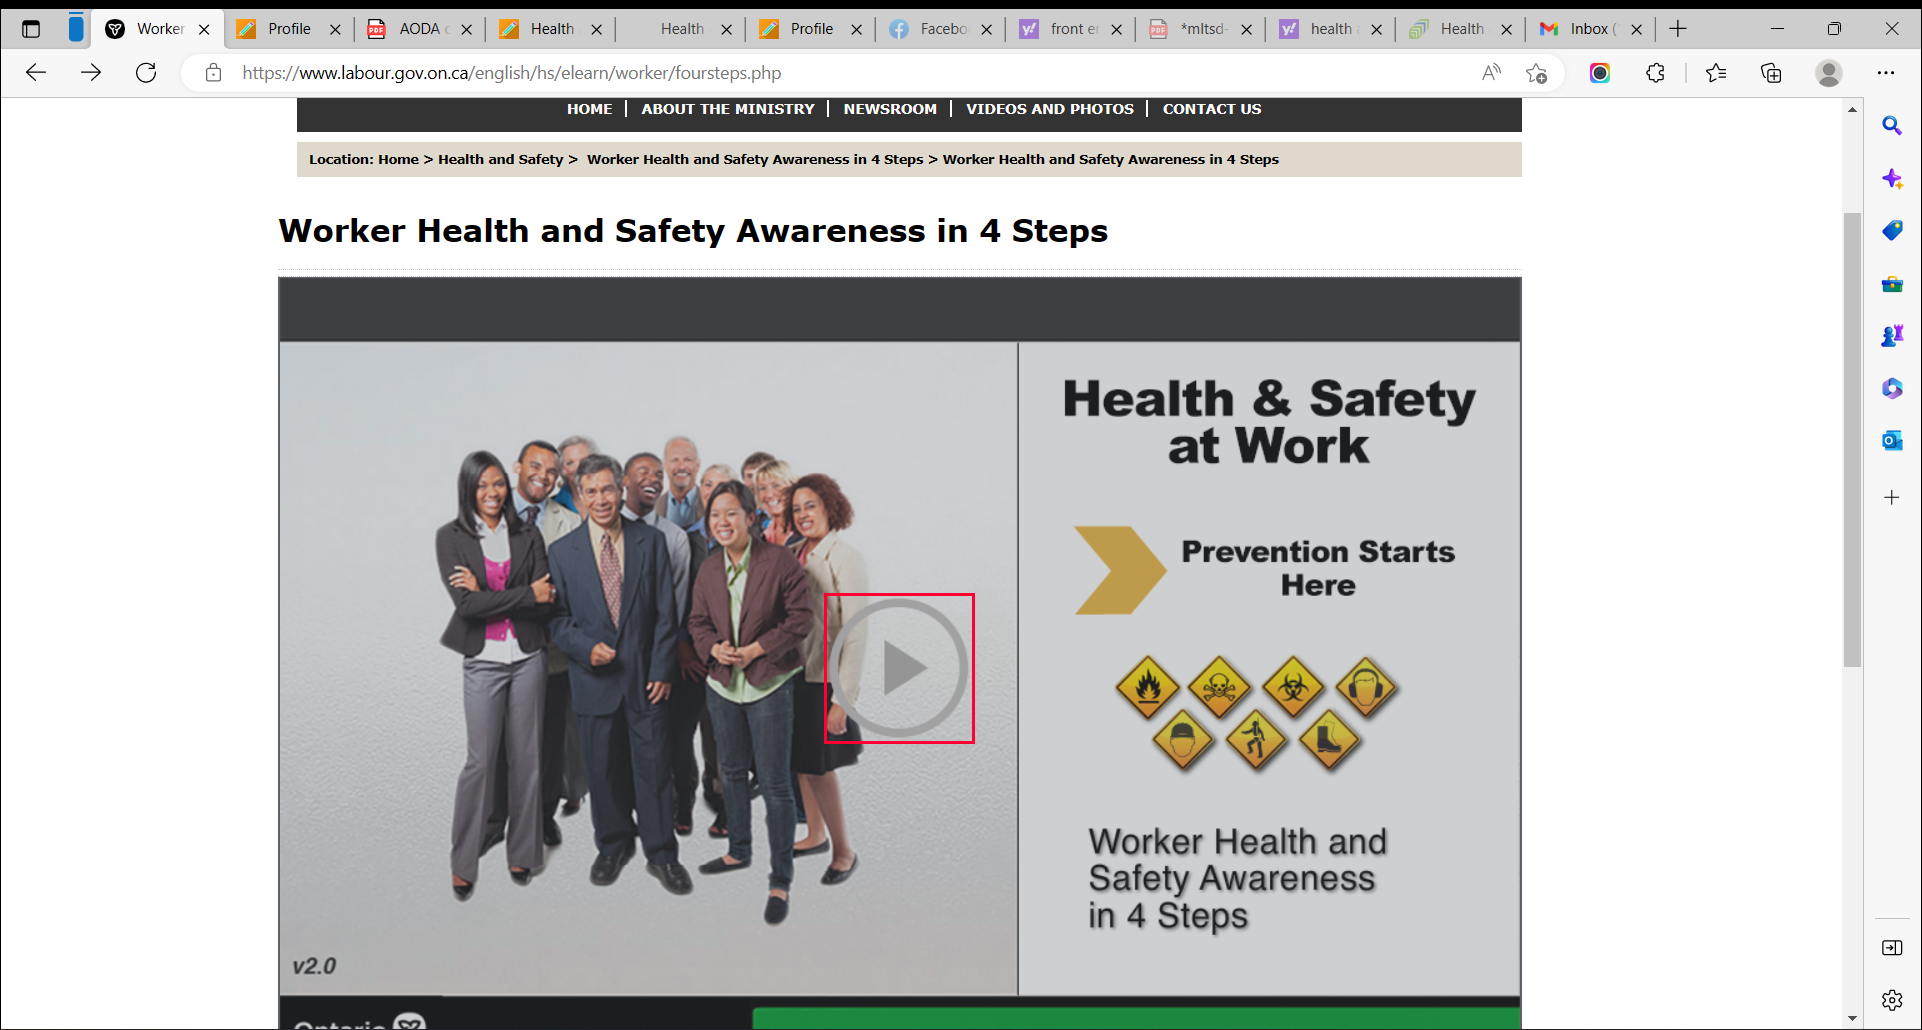 Worker
Profile
AODA c
Health
Health
Profile
Facebo
front er
*mltsd-
health a
Health
Inbox (
https://www.labour.gov.on.ca/english/hs/elearn/worker/foursteps.php
HOME | ABOUT THE MINISTRY | NEWSROOM | VIDEOS AND PHOTOS | CONTACT US
Location: Home > Health and Safety > Worker Health and Safety Awareness in 4 Steps > Worker Health and Safety Awareness in 4 Steps
Worker Health and Safety Awareness in 4 Steps
Health & Safety
at Work
Prevention Starts
Here
Worker Health and
Safety Awareness
in 4 Steps
v2.0
Ontario